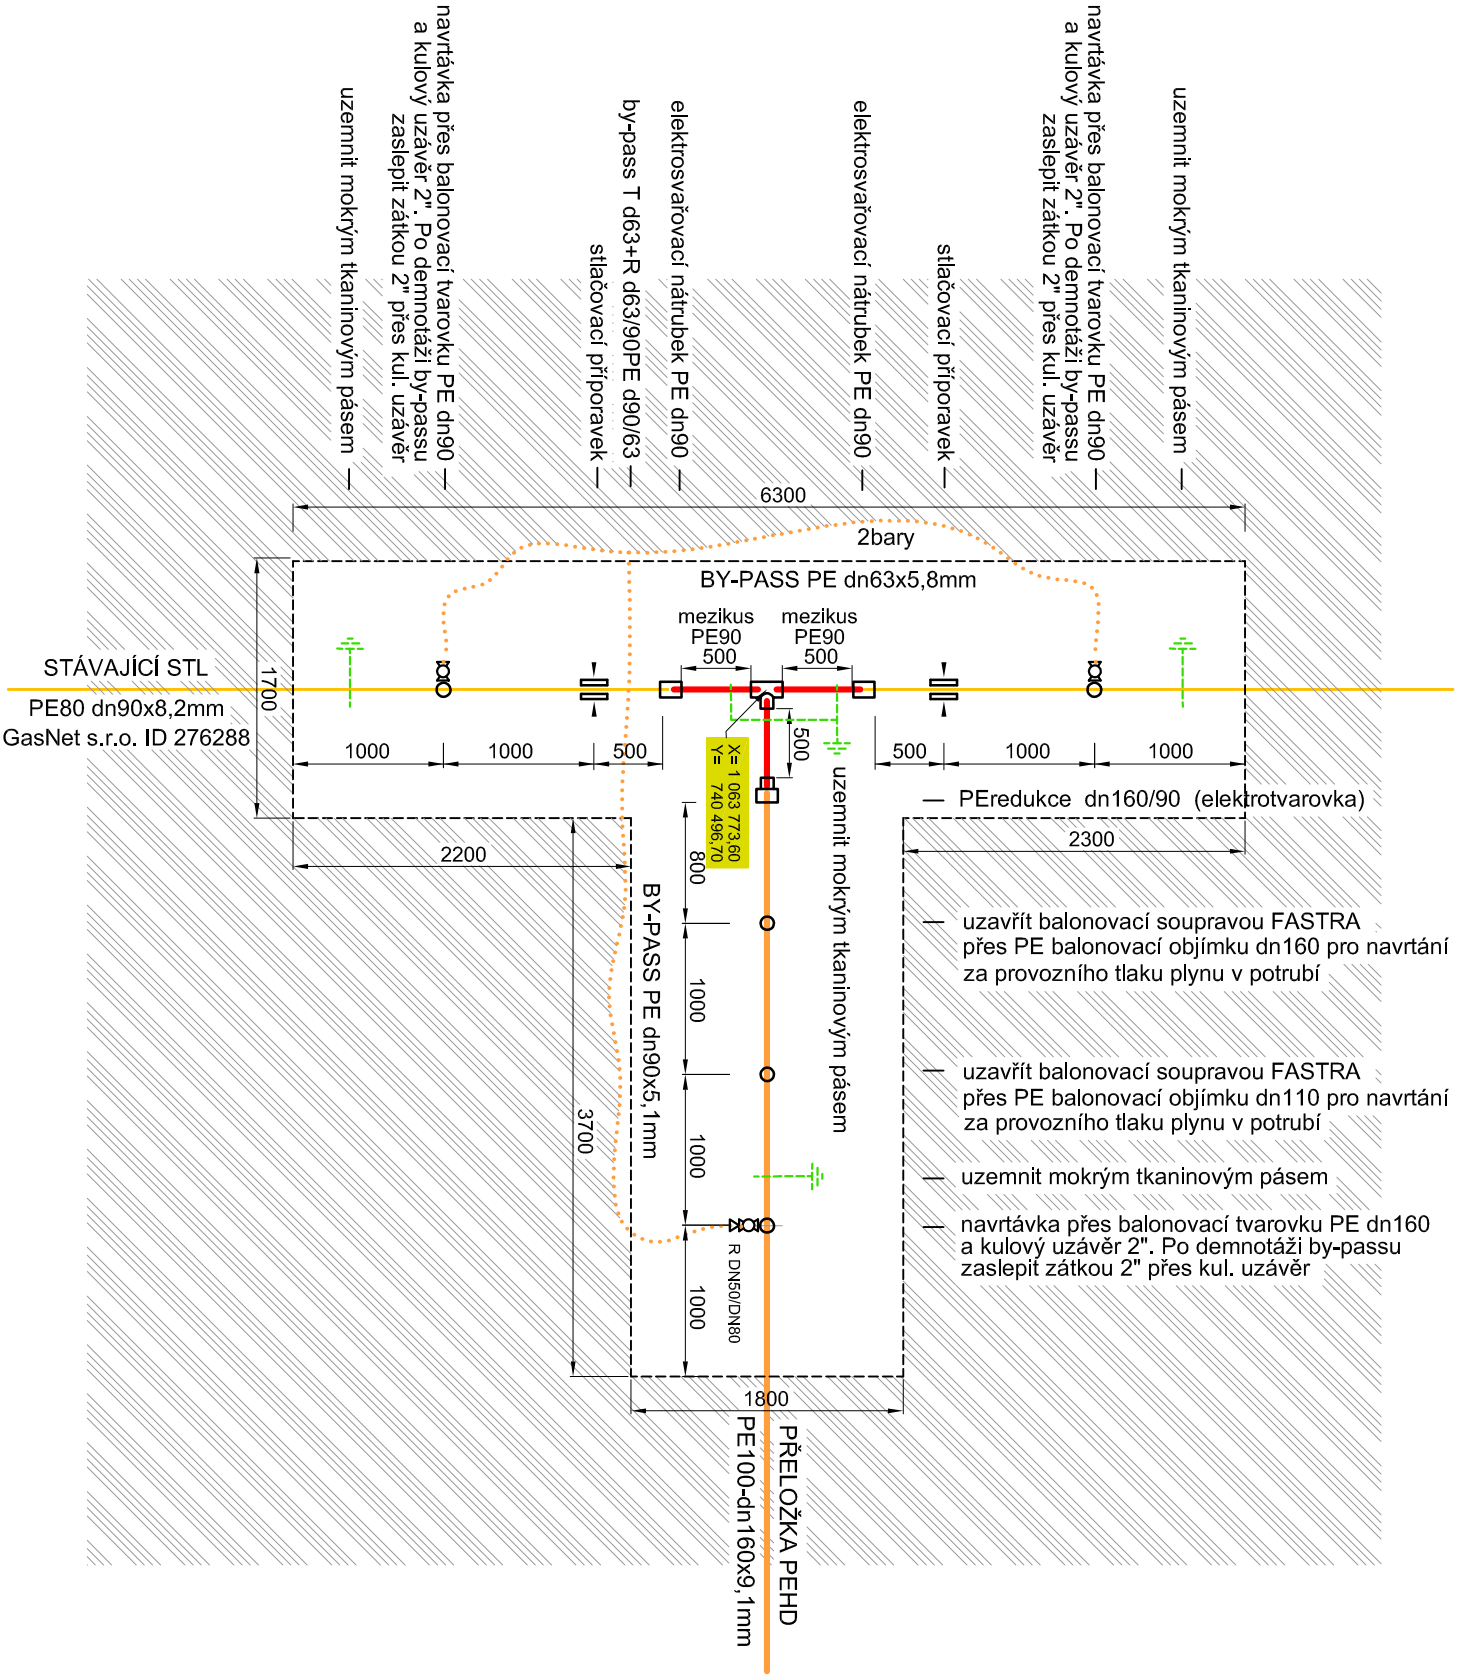 uzemnit mokrým tkaninovým pásem
navrtávka přes balonovací tvarovku PE dn90
a kulový uzávěr 2". Po demnotáži by-passu
zaslepit zátkou 2" přes kul. uzávěr
stlačovací příporavek
by-pass T d63+R d63/90PE d90/63
elektrosvařovací nátrubek PE dn90
elektrosvařovací nátrubek PE dn90
stlačovací příporavek
navrtávka přes balonovací tvarovku PE dn90
a kulový uzávěr 2". Po demnotáži by-passu
zaslepit zátkou 2" přes kul. uzávěr
uzemnit mokrým tkaninovým pásem
6300
2bary
BY-PASS PE dn63x5,8mm
mezikus
PE90
500
mezikus
PE90
500
STÁVAJÍCÍ STL
PE80 dn90x8,2mm
GasNet s.r.o. ID 276288
1700
1000
1000
500
500
500
1000
1000
X= 1 063 773,60
Y= 740 496,70
uzemnit mokrým tkaninovým pásem
PEredukce dn160/90 (elektrotvarovka)
2200
2300
800
BY-PASS PE dn90x5,1mm
1000
1000
1000
3700
R DN50/DN80
uzavřít balonovací soupravou FASTRA
přes PE balonovací objímku dn160 pro navrtání
za provozního tlaku plynu v potrubí
uzavřít balonovací soupravou FASTRA
přes PE balonovací objímku dn110 pro navrtání
za provozního tlaku plynu v potrubí
uzemnit mokrým tkaninovým pásem
navrtávka přes balonovací tvarovku PE dn160
a kulový uzávěr 2". Po demnotáži by-passu
zaslepit zátkou 2" přes kul. uzávěr
1800
PŘELOŽKA PEHD
PE100-dn160x9,1mm